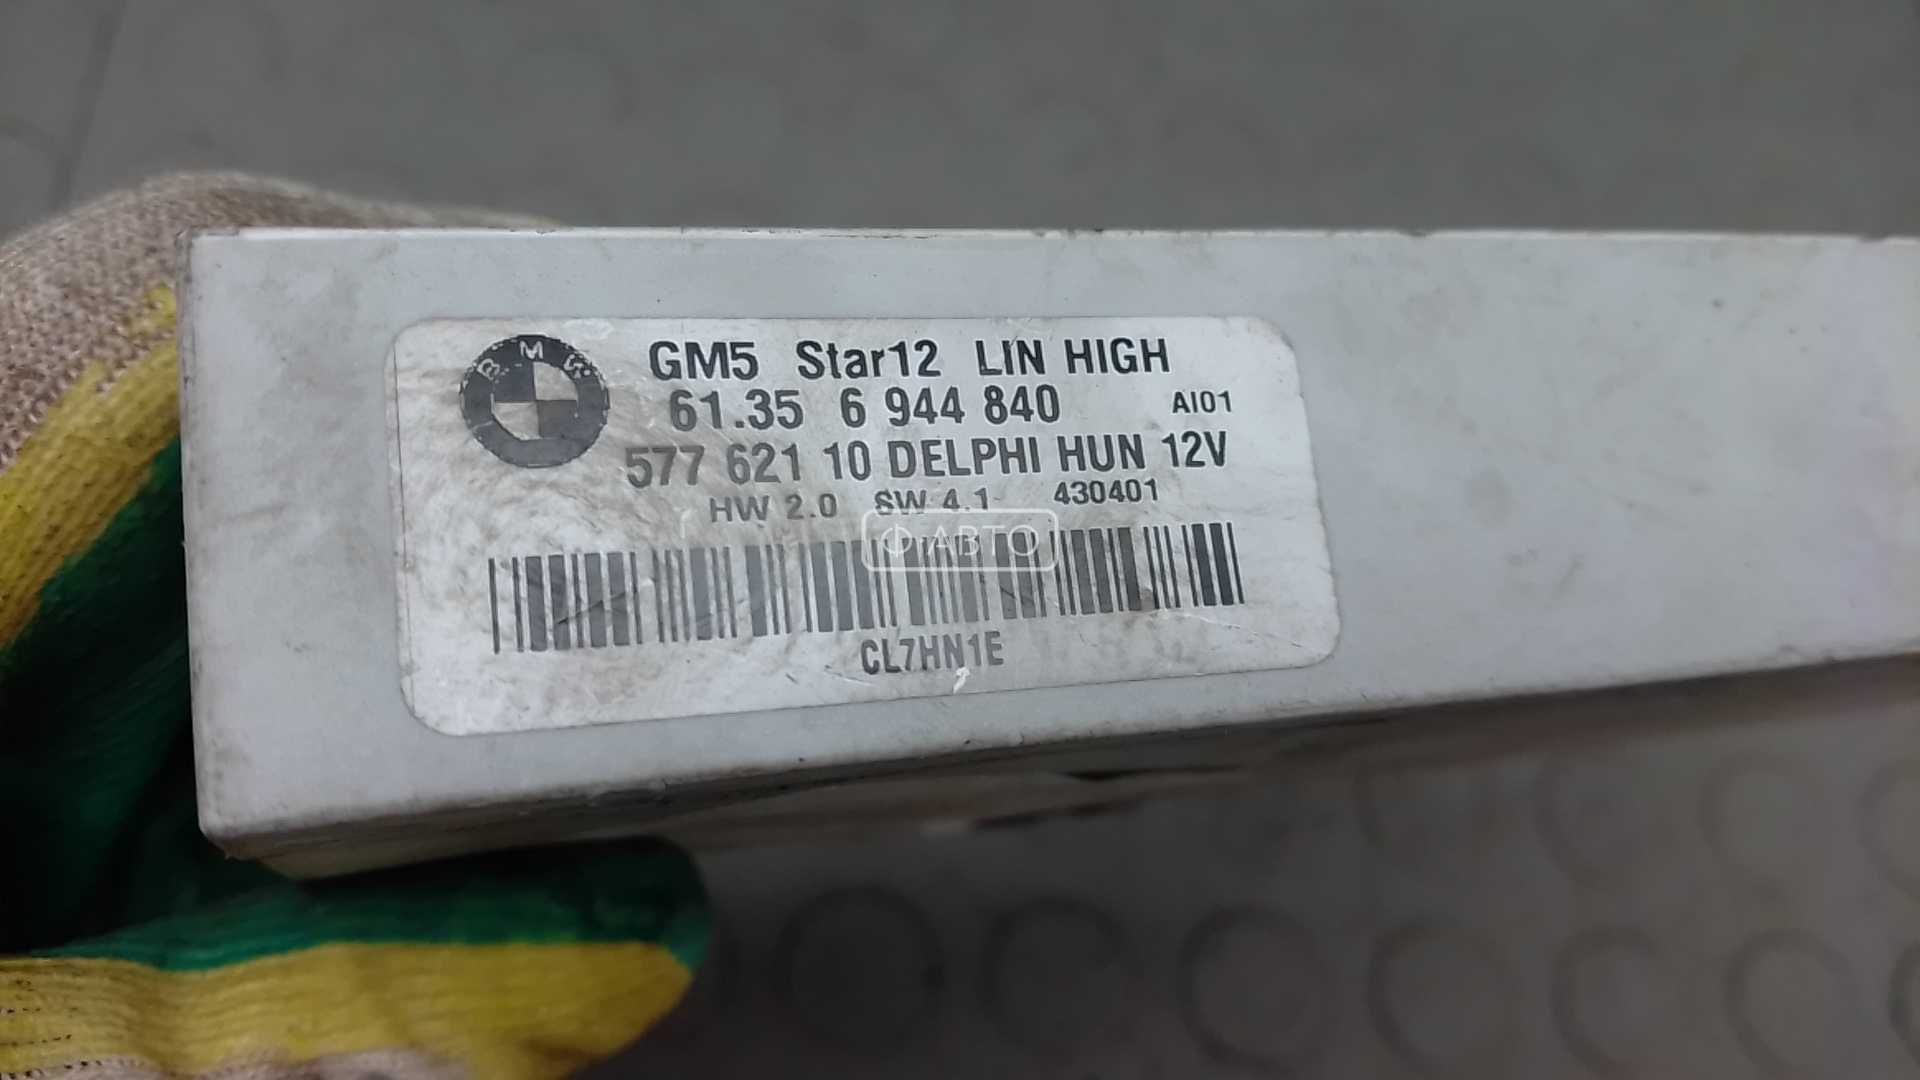 BMW
GM5 Star12 LIN HIGH
61.35 6 944 840 AI01
577 621 10 DELPHI HUN 12V
HW 2.0 SW 4.1 430401
Ф-АВТО
CL7HN1E